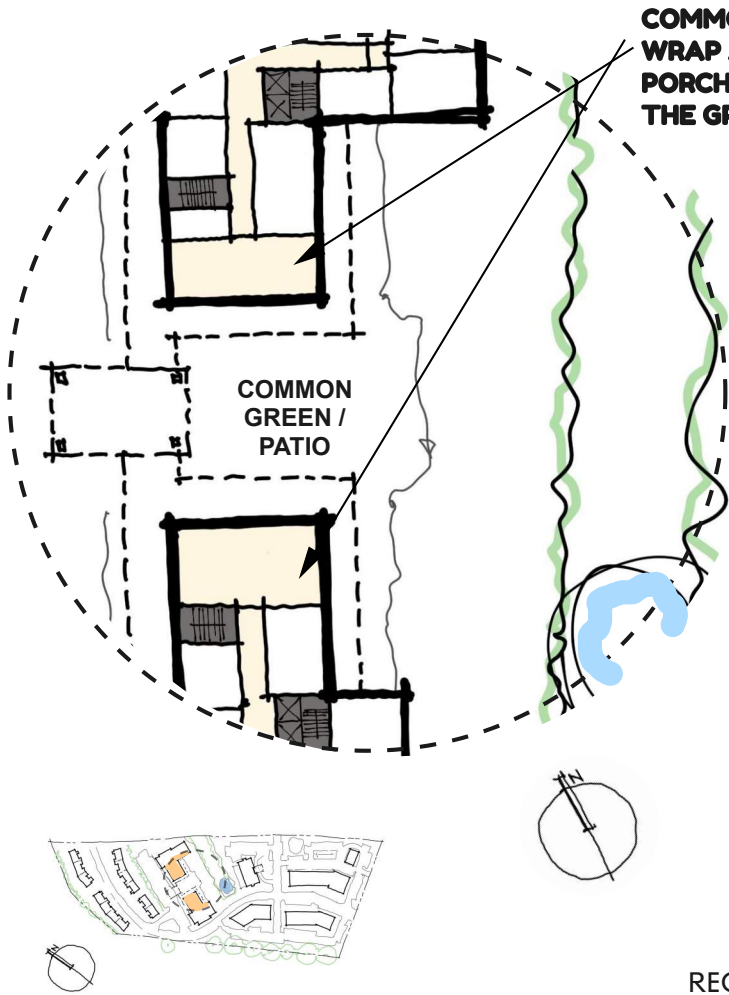 COMMO
WRAP
PORCH
THE GR
COMMON
GREEN /
PATIO
N
N
REC